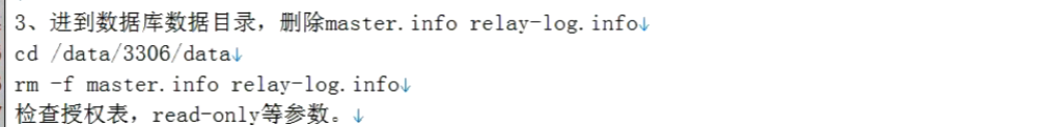 3、进到数据库数据目录，删除master.info relay-log.info↓
cd /data/3306/data↓
rm -f master.info relay-log.info↓
检查授权表，read-only等参数。↓